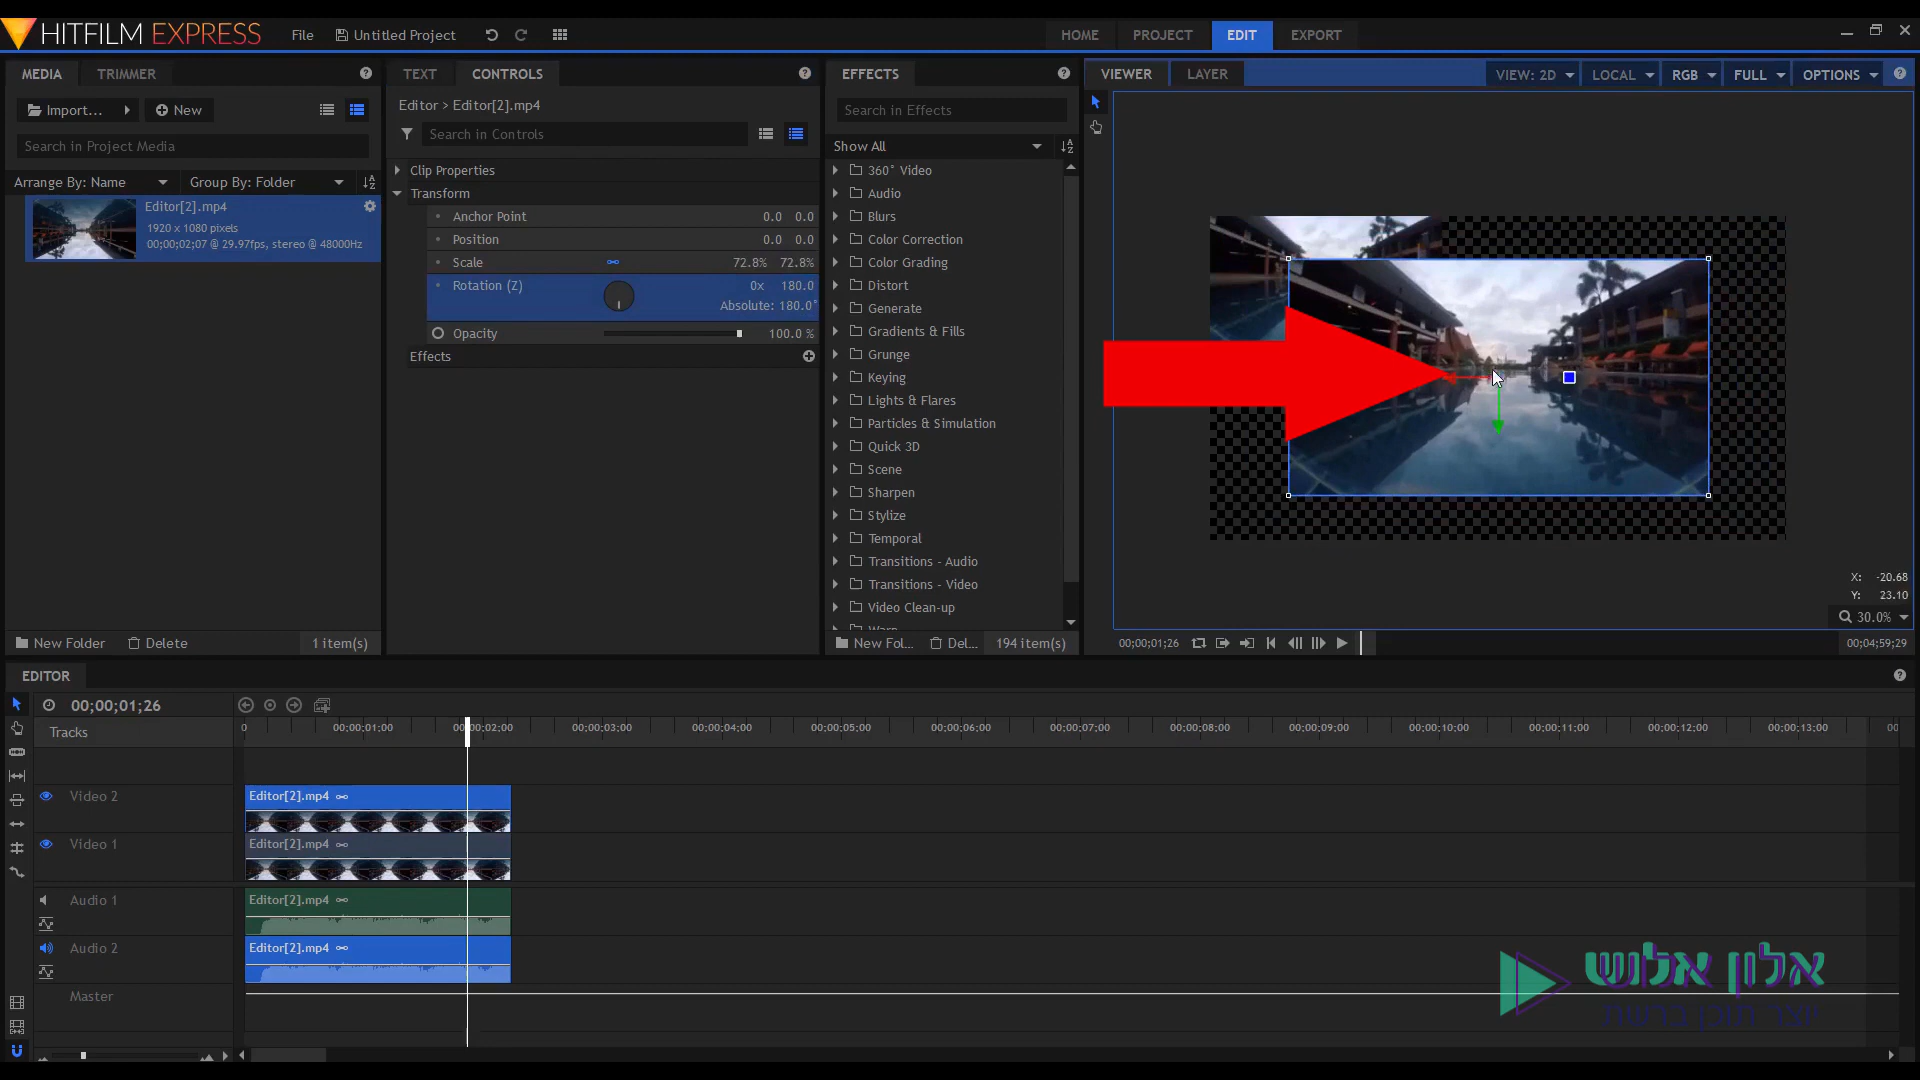 HITFILM EXPRESS
File
Untitled Project
HOME
PROJECT
EDIT
EXPORT
MEDIA
TRIMMER
Import...
New
Search in Project Media
Arrange By: Name
Group By: Folder
Editor[2].mp4
1920 x 1080 pixels
00;00;02;07 @ 29.97fps, stereo @ 48000Hz
New Folder
Delete
1 item(s)
TEXT
CONTROLS
Editor > Editor[2].mp4
Search in Controls
Clip Properties
Transform
Anchor Point 0.0 0.0
Position 0.0 0.0
Scale 72.8% 72.8%
Rotation (Z) 0x 180.0
Absolute: 180.0°
Opacity 100.0 %
Effects
EFFECTS
Search in Effects
Show All
360° Video
Audio
Blurs
Color Correction
Color Grading
Distort
Generate
Gradients & Fills
Grunge
Keying
Lights & Flares
Particles & Simulation
Quick 3D
Scene
Sharpen
Stylize
Temporal
Transitions - Audio
Transitions - Video
Video Clean-up
Warp
New Fol...
Del...
194 item(s)
VIEWER
LAYER
VIEW: 2D
LOCAL
RGB
FULL
OPTIONS
X: -20.68
Y: 23.10
30.0%
00;00;01;26
00;04;59;29
EDITOR
00;00;01;26
Tracks
0 00;00;01;00 00;00;02;00 00;00;03;00 00;00;04;00 00;00;05;00 00;00;06;00 00;00;07;00 00;00;08;00 00;00;09;00 00;00;10;00 00;00;11;00 00;00;12;00 00;00;13;00 00
Video 2
Editor[2].mp4
Video 1
Editor[2].mp4
Audio 1
Editor[2].mp4
Audio 2
Editor[2].mp4
Master
אלון אלוש
יוצר תוכן ברשת